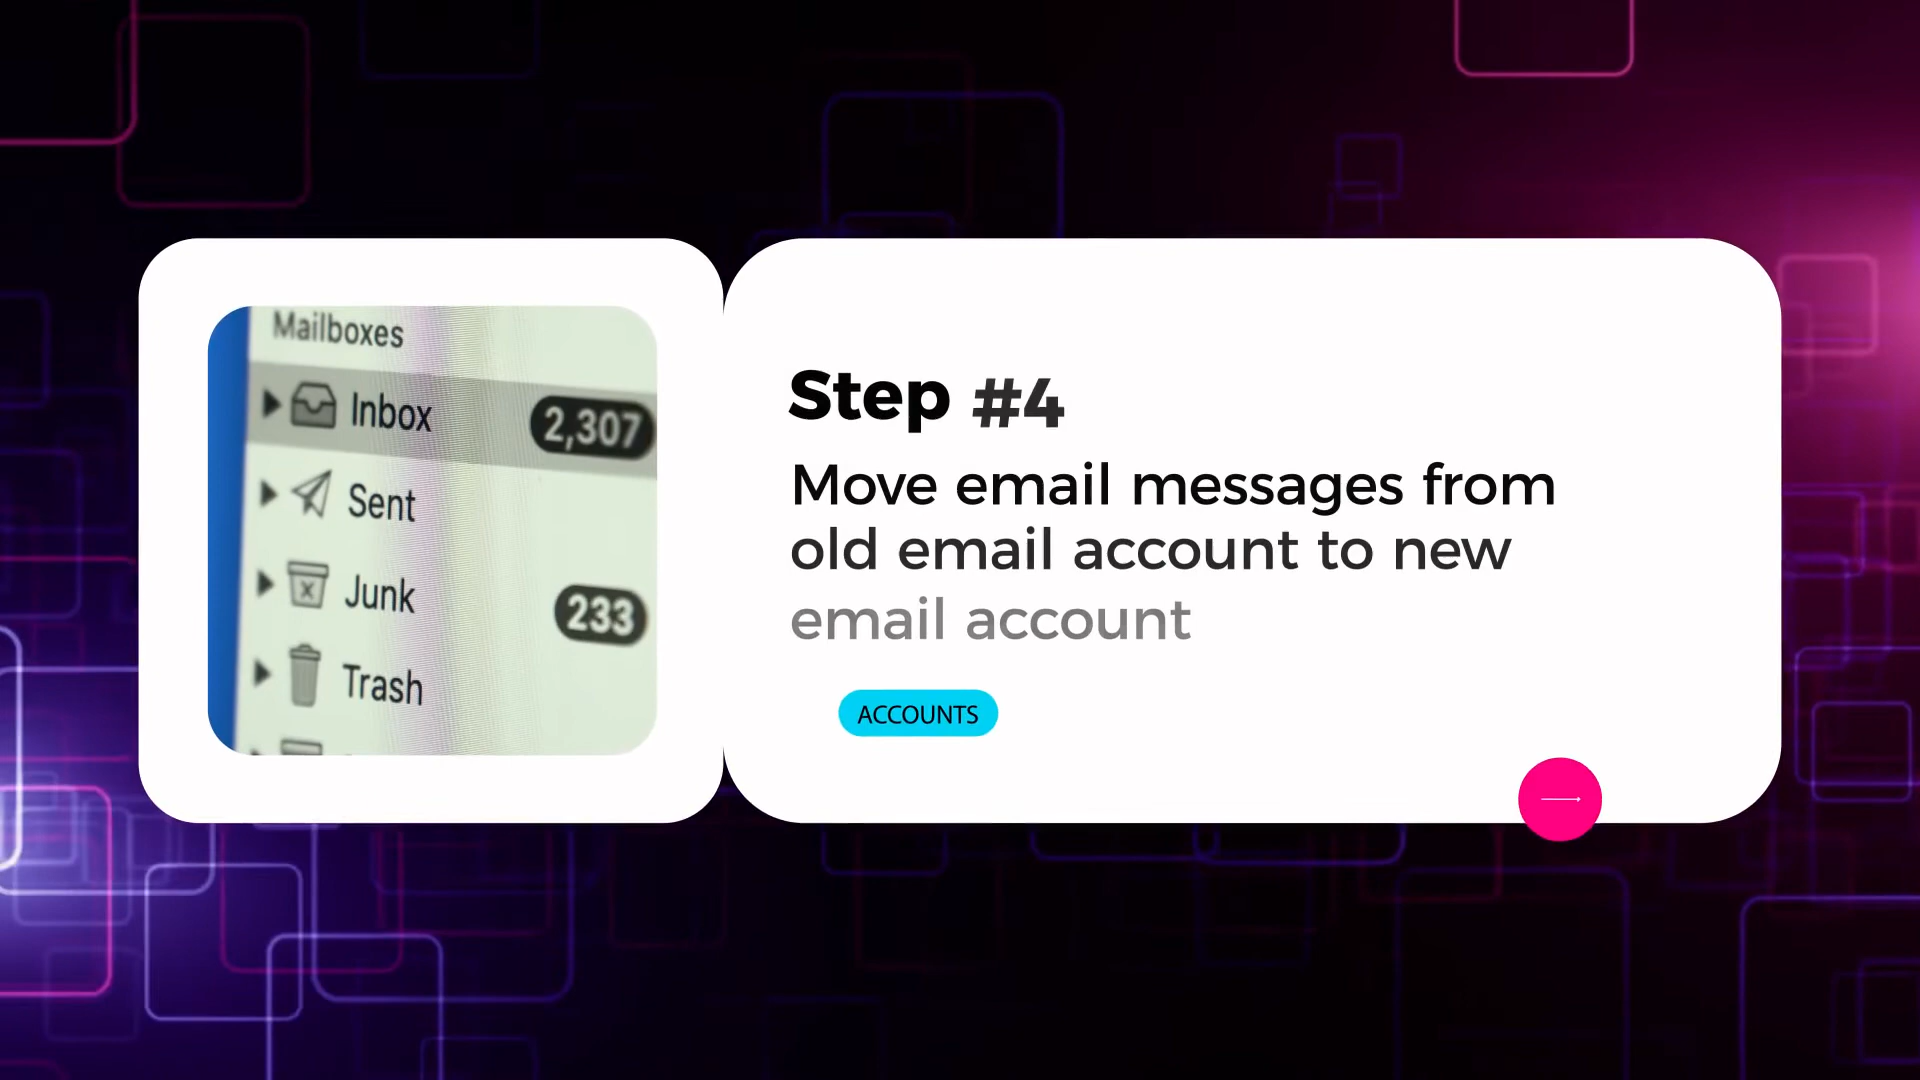 Mailboxes
Inbox 2,307
Sent
Junk 233
Trash
Step #4
Move email messages from
old email account to new
email account
ACCOUNTS